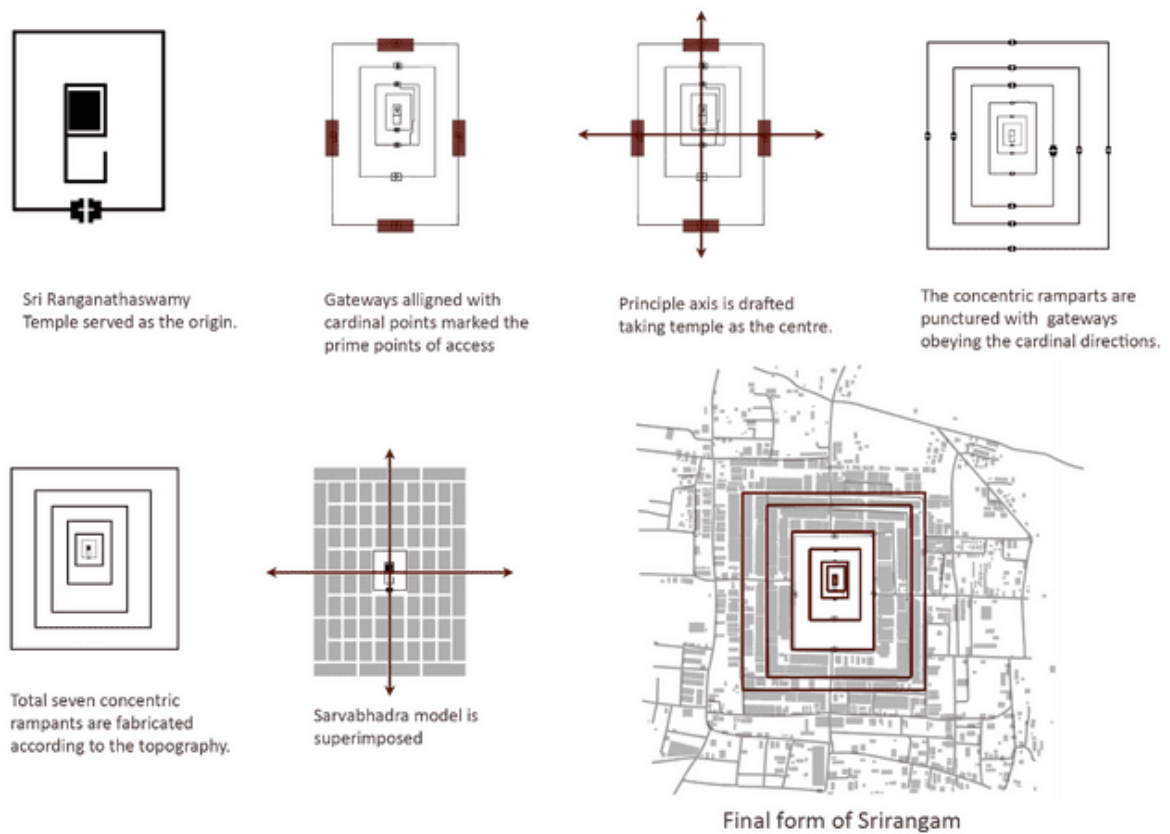 Sri Ranganathaswamy
Temple served as the origin.
Gateways alligned with
cardinal points marked the
prime points of access
Principle axis is drafted
taking temple as the centre.
The concentric ramparts are
punctured with gateways
obeying the cardinal directions.
Total seven concentric
rampants are fabricated
according to the topography.
Sarvabhadra model is
superimposed
Final form of Srirangam